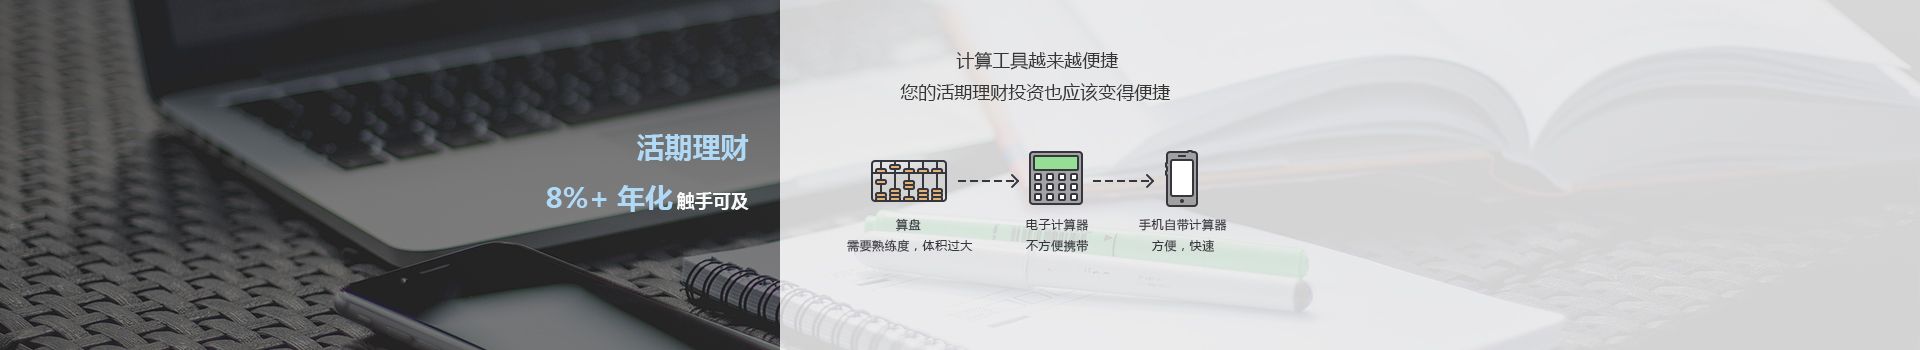 活期理财
8%+ 年化 触手可及
计算工具越来越便捷
您的活期理财投资也应该变得便捷
算盘
需要熟练度，体积过大
电子计算器
不方便携带
手机自带计算器
方便，快速